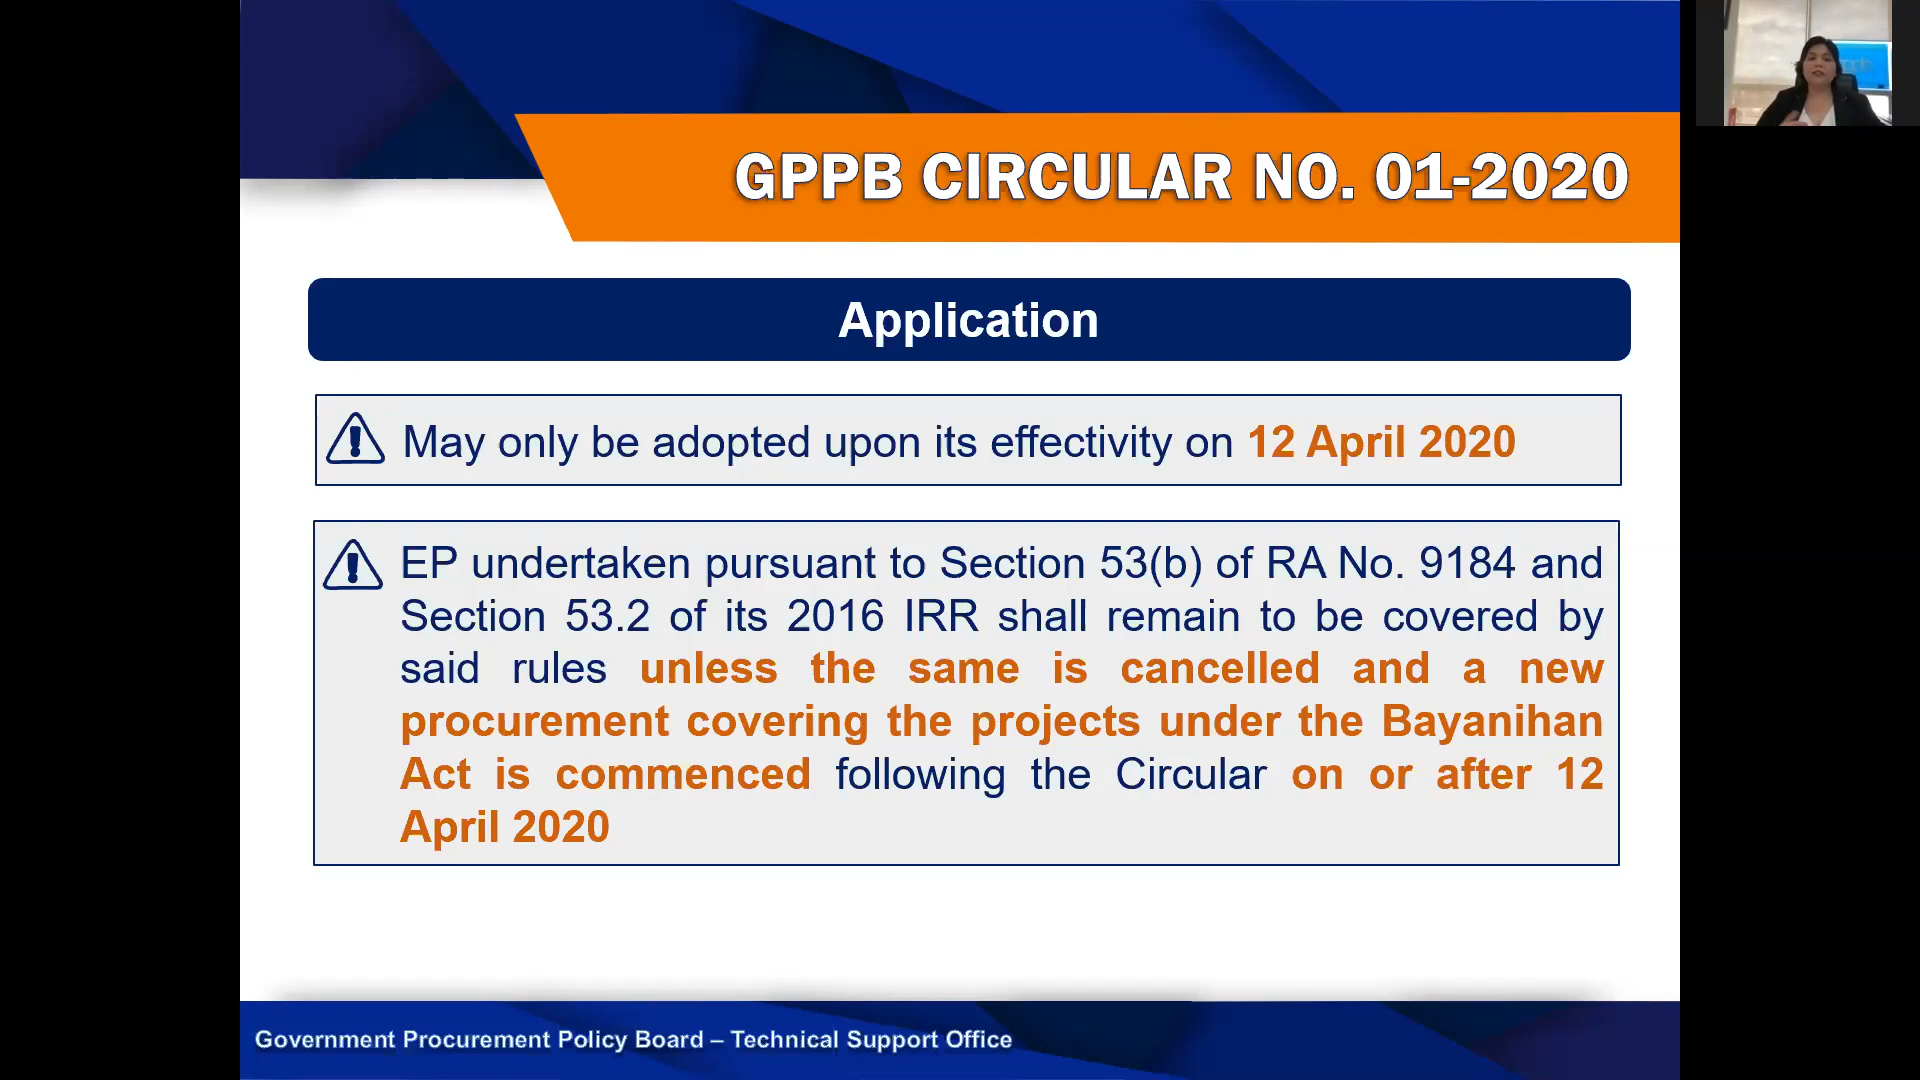 GPPB CIRCULAR NO. 01-2020
Application
May only be adopted upon its effectivity on 12 April 2020
EP undertaken pursuant to Section 53(b) of RA No. 9184 and
Section 53.2 of its 2016 IRR shall remain to be covered by
said rules unless the same is cancelled and a new
procurement covering the projects under the Bayanihan
Act is commenced following the Circular on or after 12
April 2020
Government Procurement Policy Board – Technical Support Office